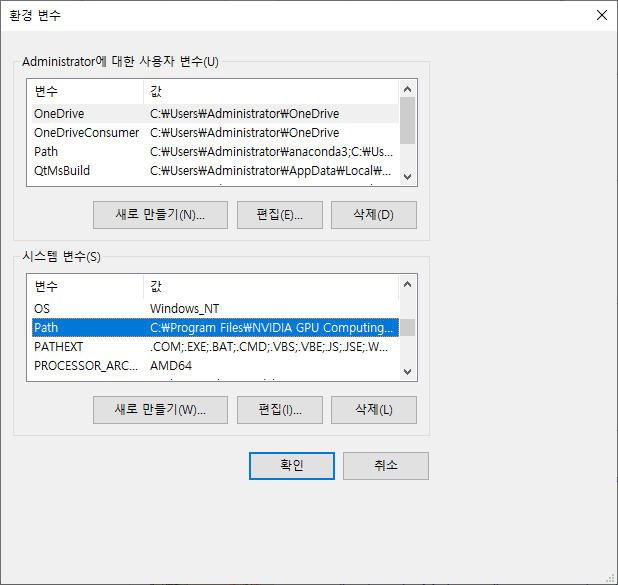 환경 변수
Administrator에 대한 사용자 변수(U)
변수 값
OneDrive C:₩Users₩Administrator₩OneDrive
OneDriveConsumer C:₩Users₩Administrator₩OneDrive
Path C:₩Users₩Administrator₩anaconda3;C:₩Us...
QtMsBuild C:₩Users₩Administrator₩AppData₩Local₩...
새로 만들기(N)... 편집(E)... 삭제(D)
시스템 변수(S)
변수 값
OS Windows_NT
Path C:₩Program Files₩NVIDIA GPU Computing...
PATHEXT .COM;.EXE;.BAT;.CMD;.VBS;.VBE;.JS;.JSE;.W...
PROCESSOR_ARC... AMD64
새로 만들기(W)... 편집(I)... 삭제(L)
확인 취소